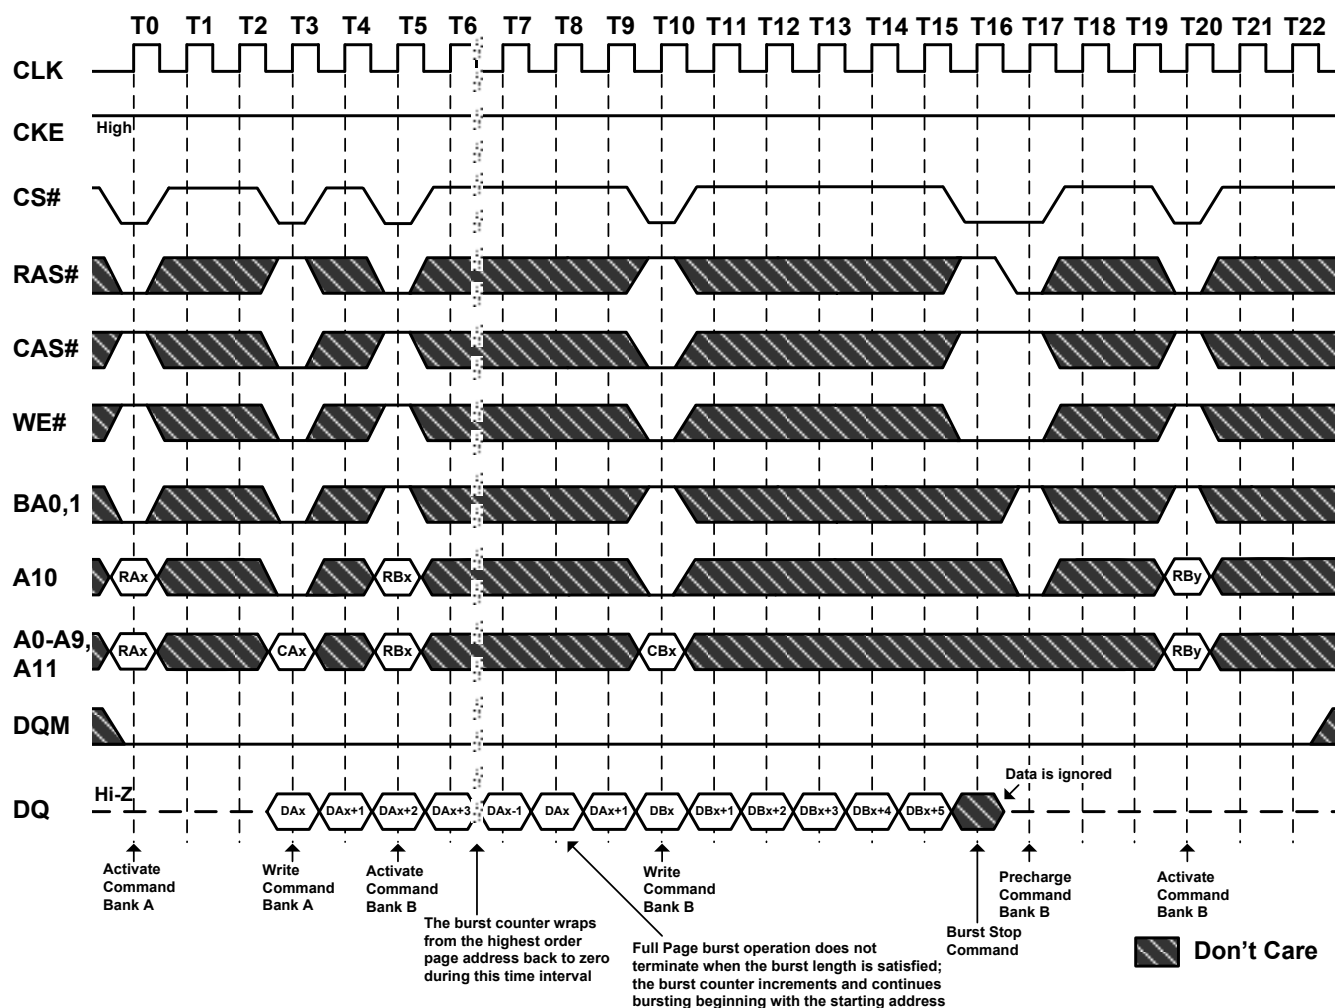 T0 T1 T2 T3 T4 T5 T6 T7 T8 T9 T10 T11 T12 T13 T14 T15 T16 T17 T18 T19 T20 T21 T22
CLK
CKE
High
CS#
RAS#
CAS#
WE#
BA0,1
A10
RAx RBx RBy
A0-A9,
A11
RAx CAx RBx CBx RBy
DQM
Data is ignored
Hi-Z
DQ
DAx DAx+1 DAx+2 DAx+3 DAx-1 DAx DAx+1 DBx DBx+1 DBx+2 DBx+3 DBx+4 DBx+5
Activate
Command
Bank A
Write
Command
Bank A
Activate
Command
Bank B
The burst counter wraps
from the highest order
page address back to zero
during this time interval
Write
Command
Bank B
Full Page burst operation does not
terminate when the burst length is satisfied;
the burst counter increments and continues
bursting beginning with the starting address
Burst Stop
Command
Precharge
Command
Bank B
Activate
Command
Bank B
Don't Care